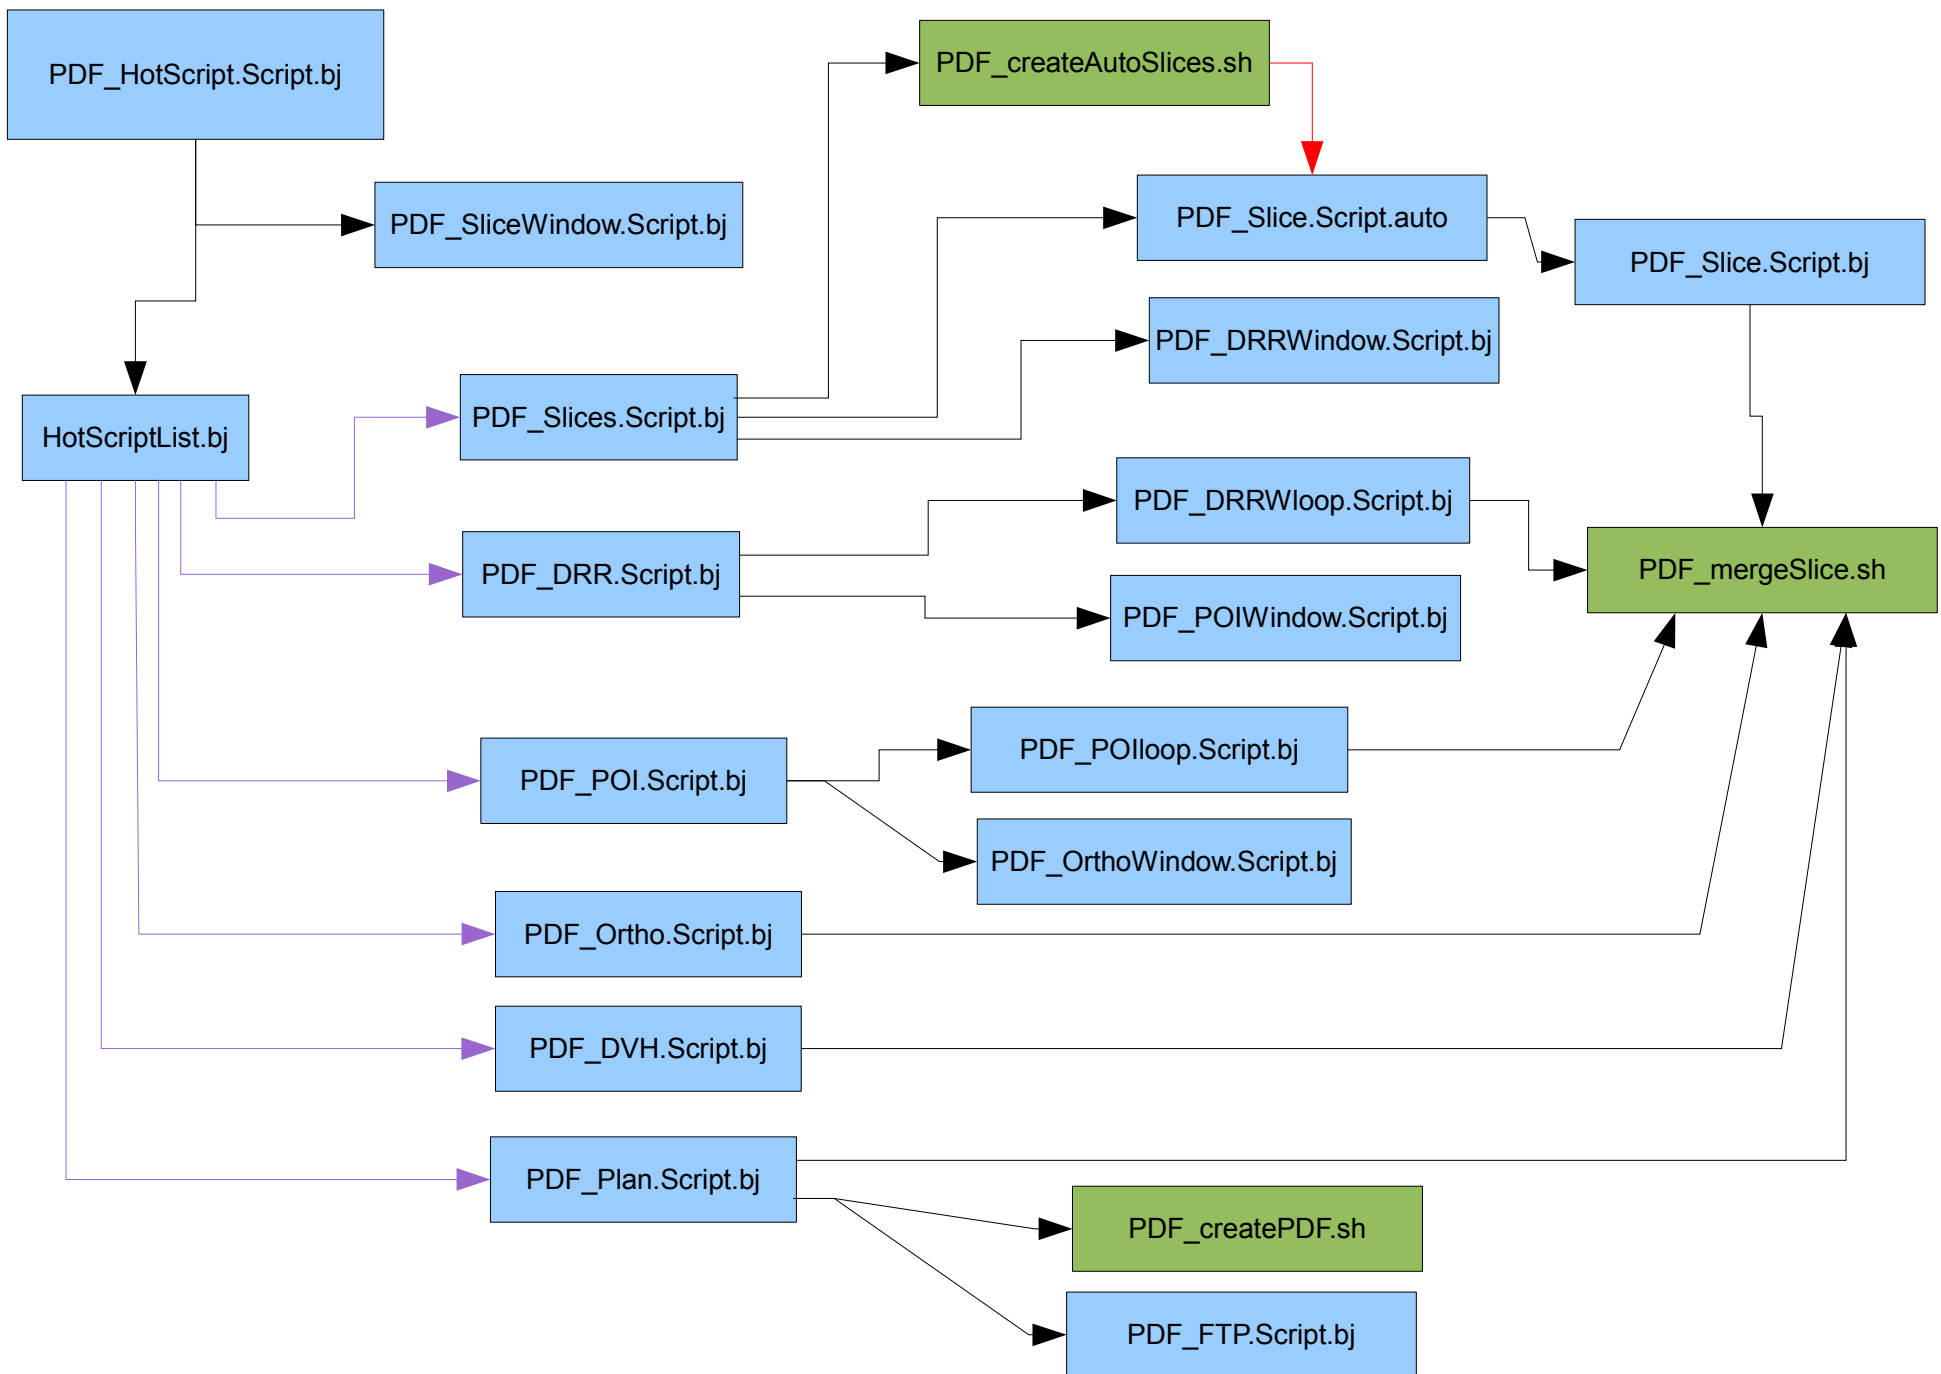 PDF_HotScript.Script.bj
PDF_createAutoSlices.sh
PDF_SliceWindow.Script.bj
PDF_Slice.Script.auto
PDF_Slice.Script.bj
PDF_DRRWindow.Script.bj
HotScriptList.bj
PDF_Slices.Script.bj
PDF_DRRWloop.Script.bj
PDF_DRR.Script.bj
PDF_mergeSlice.sh
PDF_POIWindow.Script.bj
PDF_POI.Script.bj
PDF_POIloop.Script.bj
PDF_OrthoWindow.Script.bj
PDF_Ortho.Script.bj
PDF_DVH.Script.bj
PDF_Plan.Script.bj
PDF_createPDF.sh
PDF_FTP.Script.bj